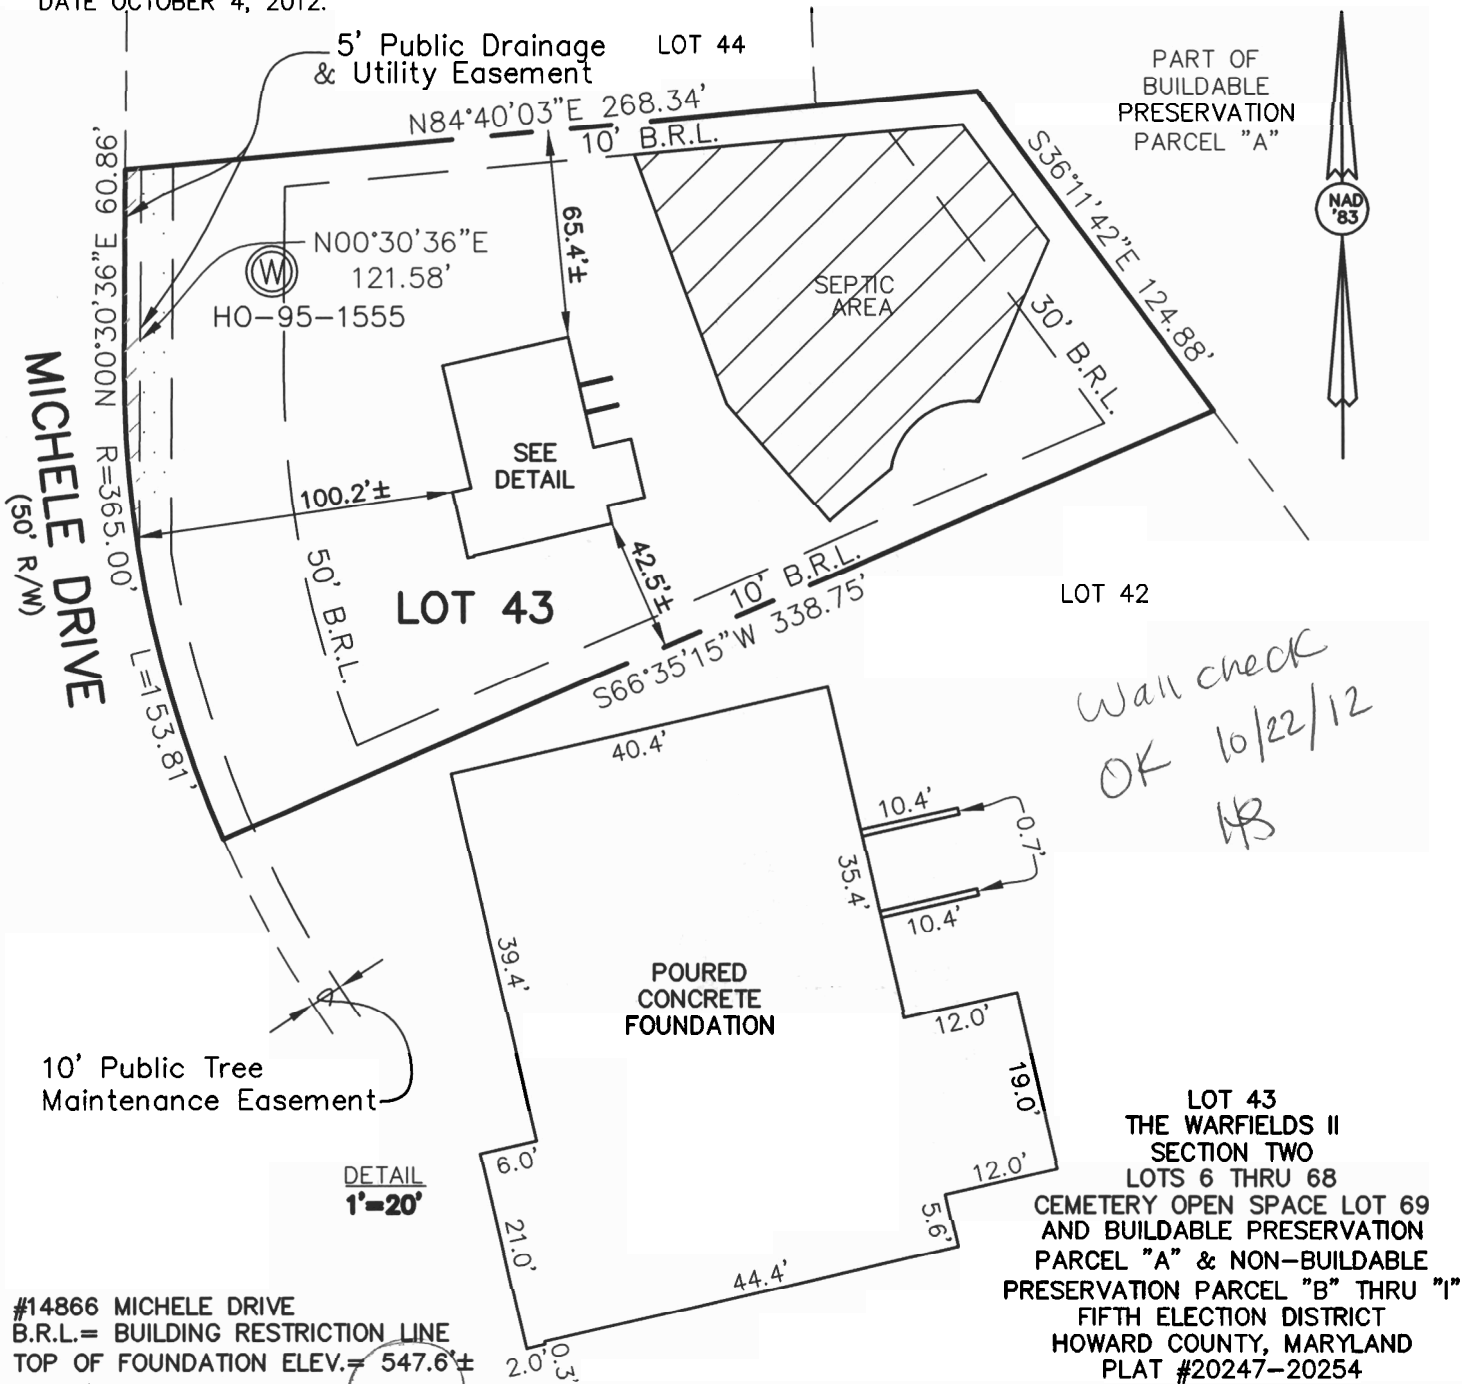 DATE OCTOBER 4, 2012.
5' Public Drainage
& Utility Easement
LOT 44
PART OF
BUILDABLE
PRESERVATION
PARCEL "A"
N84°40'03"E 268.34'
10' B.R.L.
S36°11'42"E 124.88'
NAD
'83
N00°30'36"E 60.86'
65.4'±
N00°30'36"E
121.58'
W
HO-95-1555
SEPTIC
AREA
30' B.R.L.
MICHELE DRIVE
(50' R/W)
R=365.00'
L=153.81'
SEE
DETAIL
100.2'±
50' B.R.L.
LOT 43
42.5'±
10' B.R.L.
S66°35'15"W 338.75'
LOT 42
Wall check
OK 10/22/12
HB
40.4'
10.4'
0.7'
35.4'
10.4'
39.4'
POURED
CONCRETE
FOUNDATION
12.0'
19.0'
10' Public Tree
Maintenance Easement
6.0'
12.0'
5.6'
21.0'
44.4'
2.0'
0.3'
DETAIL
1'=20'
LOT 43
THE WARFIELDS II
SECTION TWO
LOTS 6 THRU 68
CEMETERY OPEN SPACE LOT 69
AND BUILDABLE PRESERVATION
PARCEL "A" & NON-BUILDABLE
PRESERVATION PARCEL "B" THRU "I"
FIFTH ELECTION DISTRICT
HOWARD COUNTY, MARYLAND
PLAT #20247-20254
#14866 MICHELE DRIVE
B.R.L.= BUILDING RESTRICTION LINE
TOP OF FOUNDATION ELEV.= 547.6'±